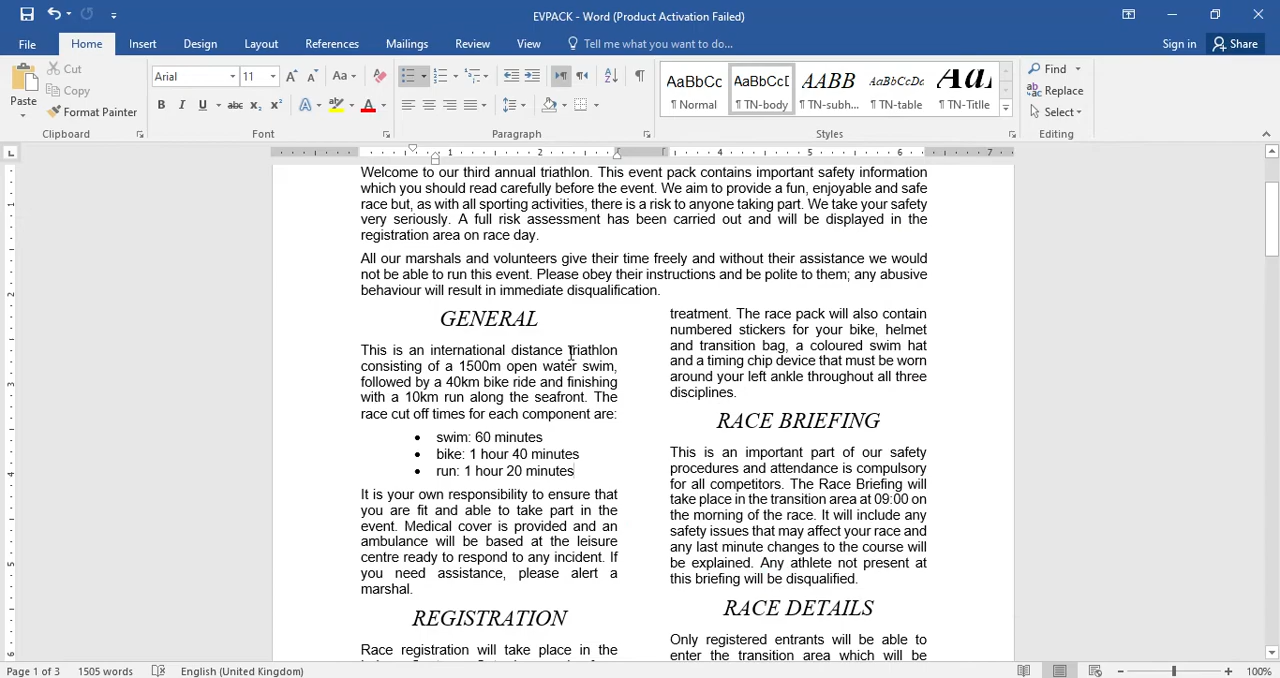 EVPACK - Word (Product Activation Failed)
File Home Insert Design Layout References Mailings Review View Tell me what you want to do... Sign in Share
Paste
Cut
Copy
Format Painter
Clipboard
Arial 11 Aa
B I U abc x₂ x² A A
Font
Paragraph
AaBbCc AaBbCcD AABB AaBbCcDc Aal
¶ Normal ¶ TN-body ¶ TN-subh... ¶ TN-table ¶ TN-Title
Styles
Find
Replace
Select
Editing
1 2 3 4 5 6 7
Welcome to our third annual triathlon. This event pack contains important safety information
which you should read carefully before the event. We aim to provide a fun, enjoyable and safe
race but, as with all sporting activities, there is a risk to anyone taking part. We take your safety
very seriously. A full risk assessment has been carried out and will be displayed in the
registration area on race day.
All our marshals and volunteers give their time freely and without their assistance we would
not be able to run this event. Please obey their instructions and be polite to them; any abusive
behaviour will result in immediate disqualification.
GENERAL
This is an international distance triathlon
consisting of a 1500m open water swim,
followed by a 40km bike ride and finishing
with a 10km run along the seafront. The
race cut off times for each component are:
• swim: 60 minutes
• bike: 1 hour 40 minutes
• run: 1 hour 20 minutes
It is your own responsibility to ensure that
you are fit and able to take part in the
event. Medical cover is provided and an
ambulance will be based at the leisure
centre ready to respond to any incident. If
you need assistance, please alert a
marshal.
REGISTRATION
Race registration will take place in the
treatment. The race pack will also contain
numbered stickers for your bike, helmet
and transition bag, a coloured swim hat
and a timing chip device that must be worn
around your left ankle throughout all three
disciplines.
RACE BRIEFING
This is an important part of our safety
procedures and attendance is compulsory
for all competitors. The Race Briefing will
take place in the transition area at 09:00 on
the morning of the race. It will include any
safety issues that may affect your race and
any last minute changes to the course will
be explained. Any athlete not present at
this briefing will be disqualified.
RACE DETAILS
Only registered entrants will be able to
enter the transition area which will be
Page 1 of 3 1505 words English (United Kingdom) 100%